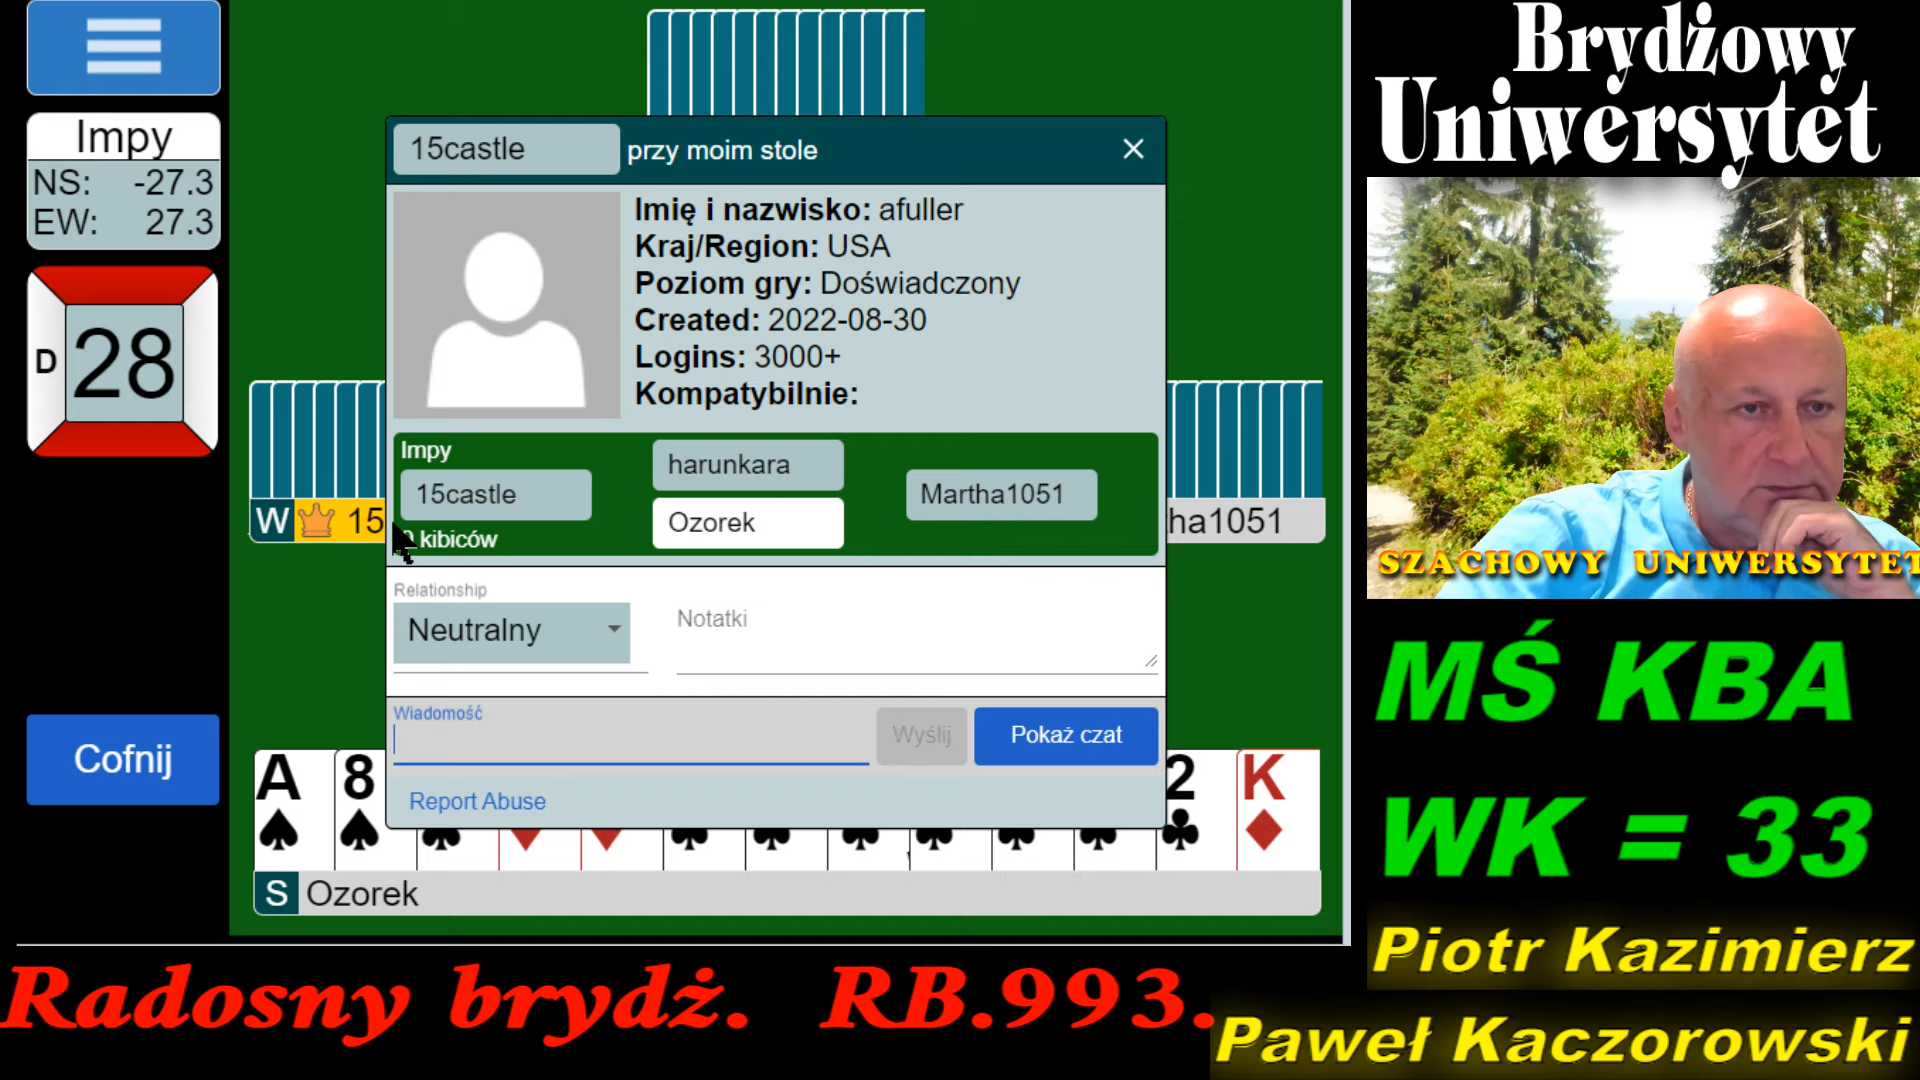 Brydżowy
Uniwersytet
Impy
NS: -27.3
EW: 27.3
D 28
15castle przy moim stole
Imię i nazwisko: afuller
Kraj/Region: USA
Poziom gry: Doświadczony
Created: 2022-08-30
Logins: 3000+
Kompatybilnie:
Impy
harunkara
15castle
Martha1051
Ozorek
kibiców
W 15
ha1051
Relationship
Neutralny
Notatki
Wiadomość
Wyślij
Pokaż czat
Report Abuse
Cofnij
A 8 2 K
S Ozorek
SZACHOWY UNIWERSYTET
MŚ KBA
WK = 33
Piotr Kazimierz
Paweł Kaczorowski
Radosny brydż. RB.993.